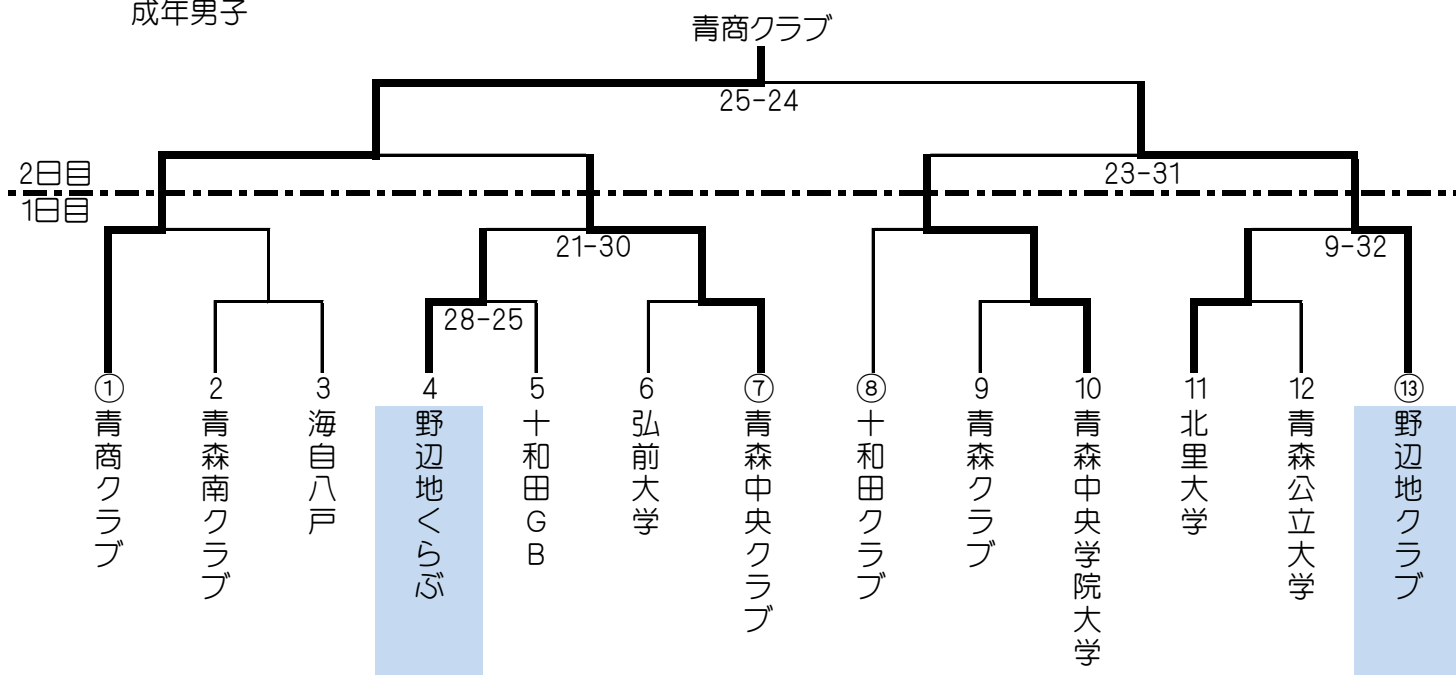 成年男子
青商クラブ
25-24
2日目
23-31
1日目
21-30
9-32
28-25
① 青商クラブ
2 青森南クラブ
3 海自八戸
4 野辺地くらぶ
5 十和田GB
6 弘前大学
⑦ 青森中央クラブ
⑧ 十和田クラブ
9 青森クラブ
10 青森中央学院大学
11 北里大学
12 青森公立大学
⑬ 野辺地クラブ